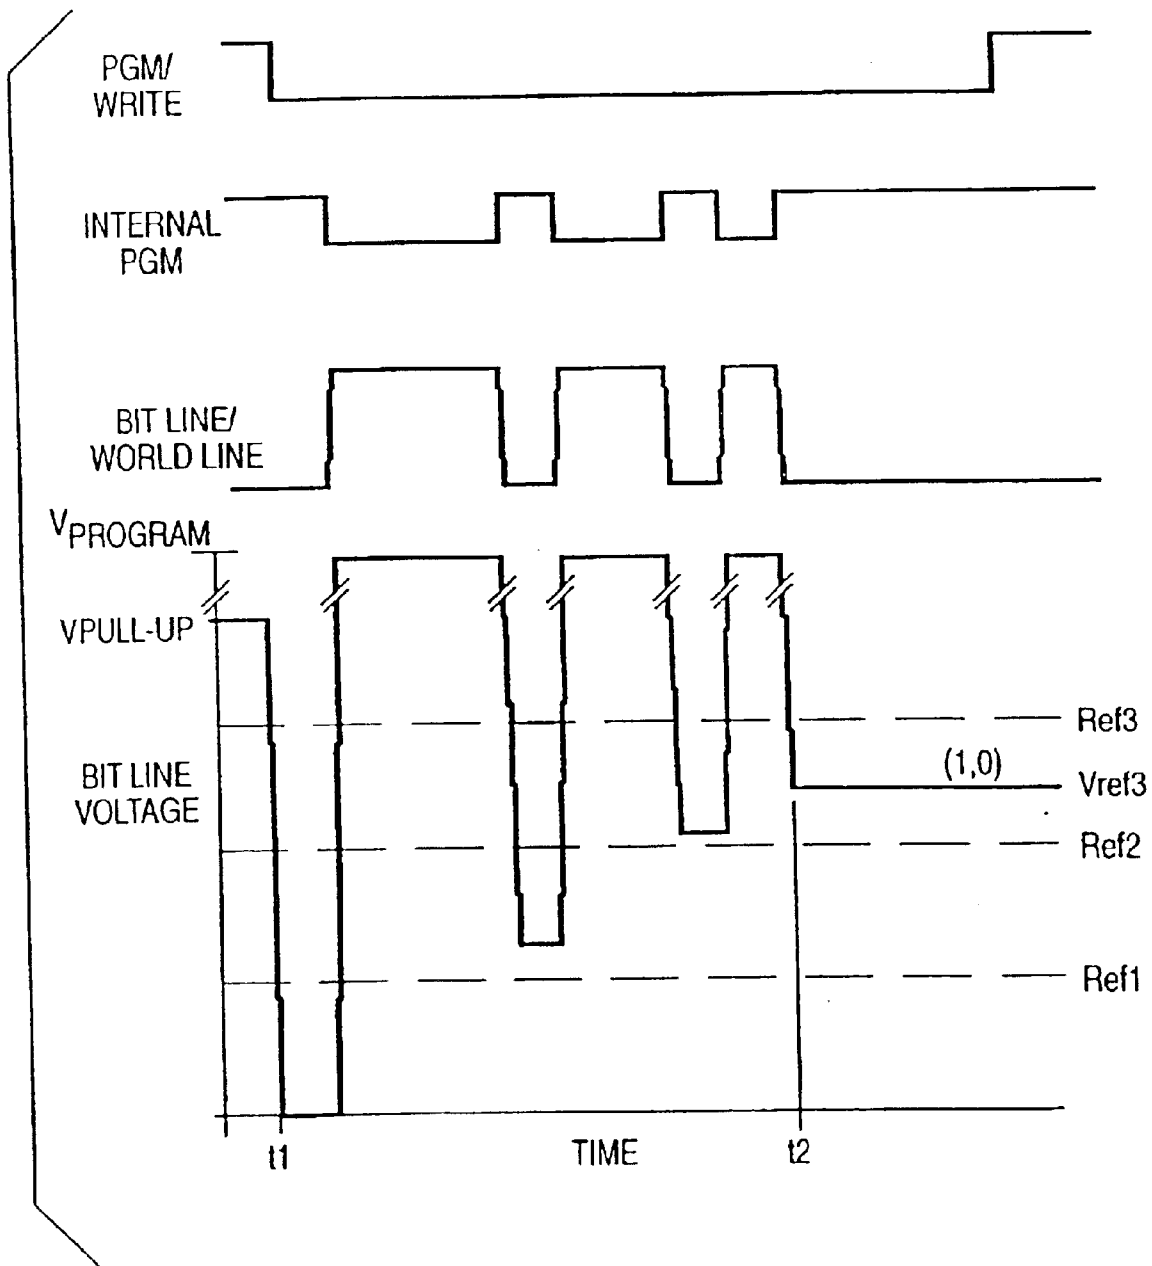 PGM/
WRITE
INTERNAL
PGM
BIT LINE/
WORLD LINE
VPROGRAM
VPULL-UP
Ref3
(1,0)
BIT LINE
VOLTAGE
Vref3
Ref2
Ref1
t1
TIME
t2